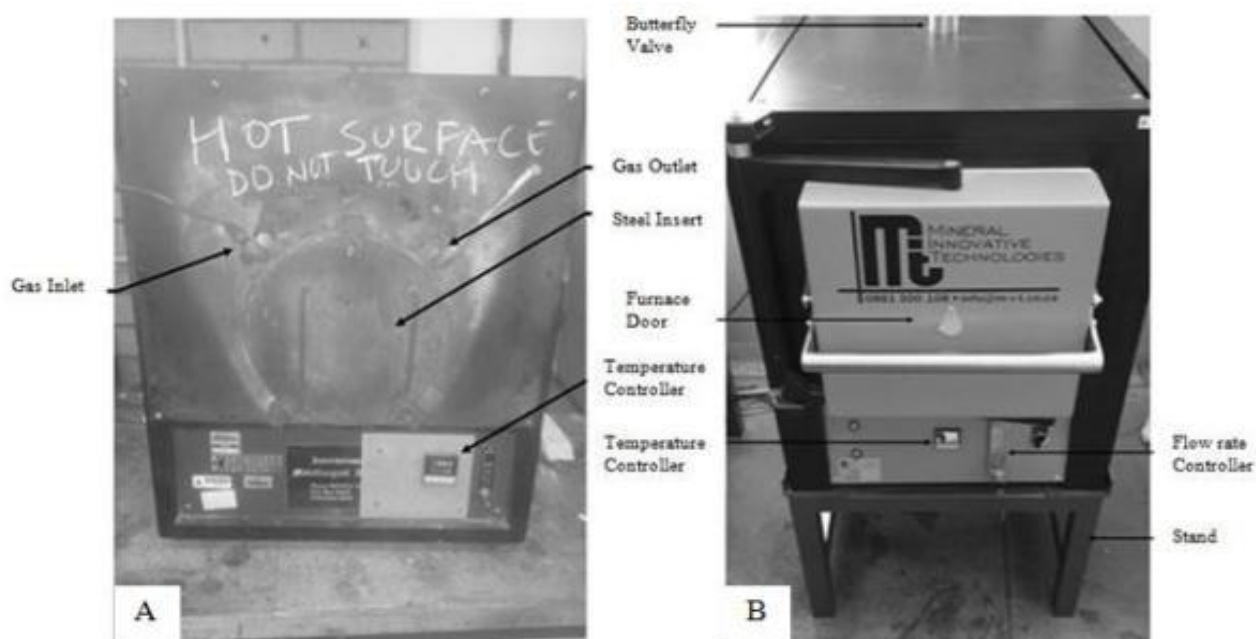 Butterfly
Valve
HOT SURFACE
DO NOT TOUCH
Gas Outlet
Steel Insert
Gas Inlet
Mt MINERAL
INNOVATIVE
TECHNOLOGIES
Furnace
Door
Temperature
Controller
Temperature
Controller
Flow rate
Controller
Stand
A
B